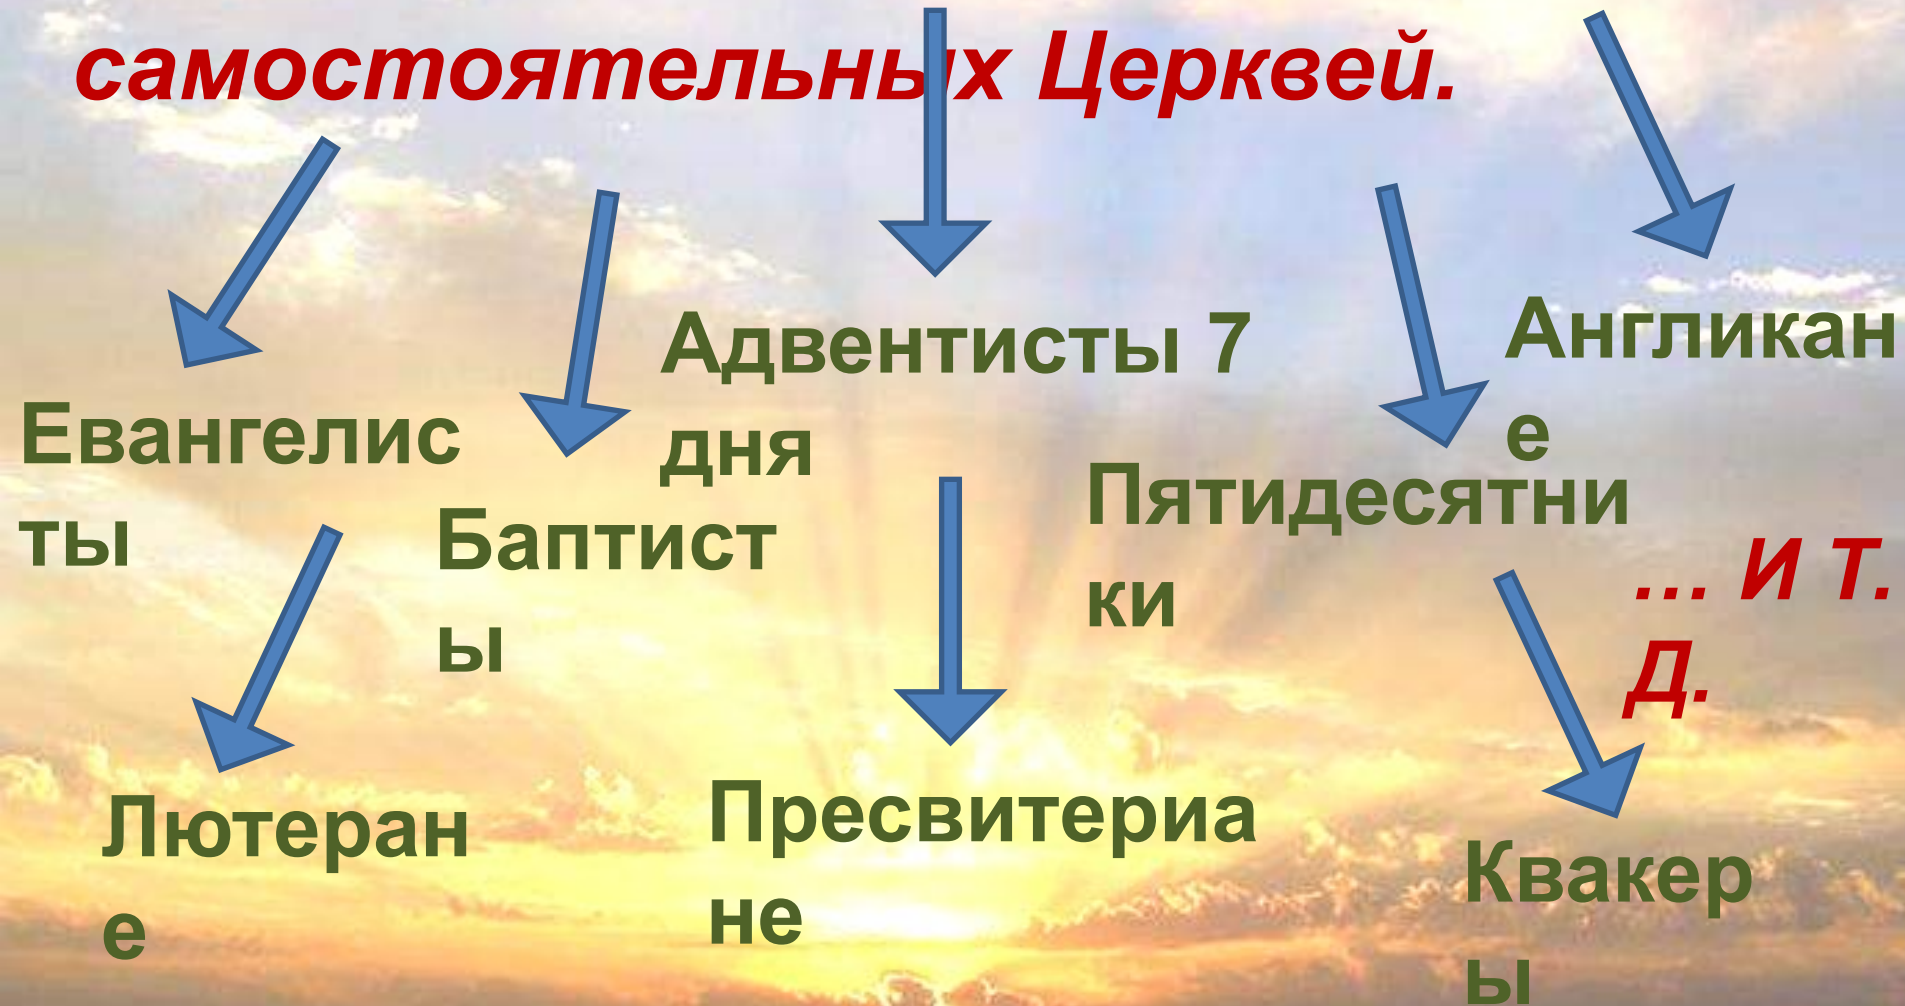 самостоятельных Церквей.
Евангелис
ты
Баптист
ы
Адвентисты 7
дня
Пятидесятни
ки
Англикан
е
... И Т.
Д.
Лютеран
е
Пресвитериа
не
Квакер
ы